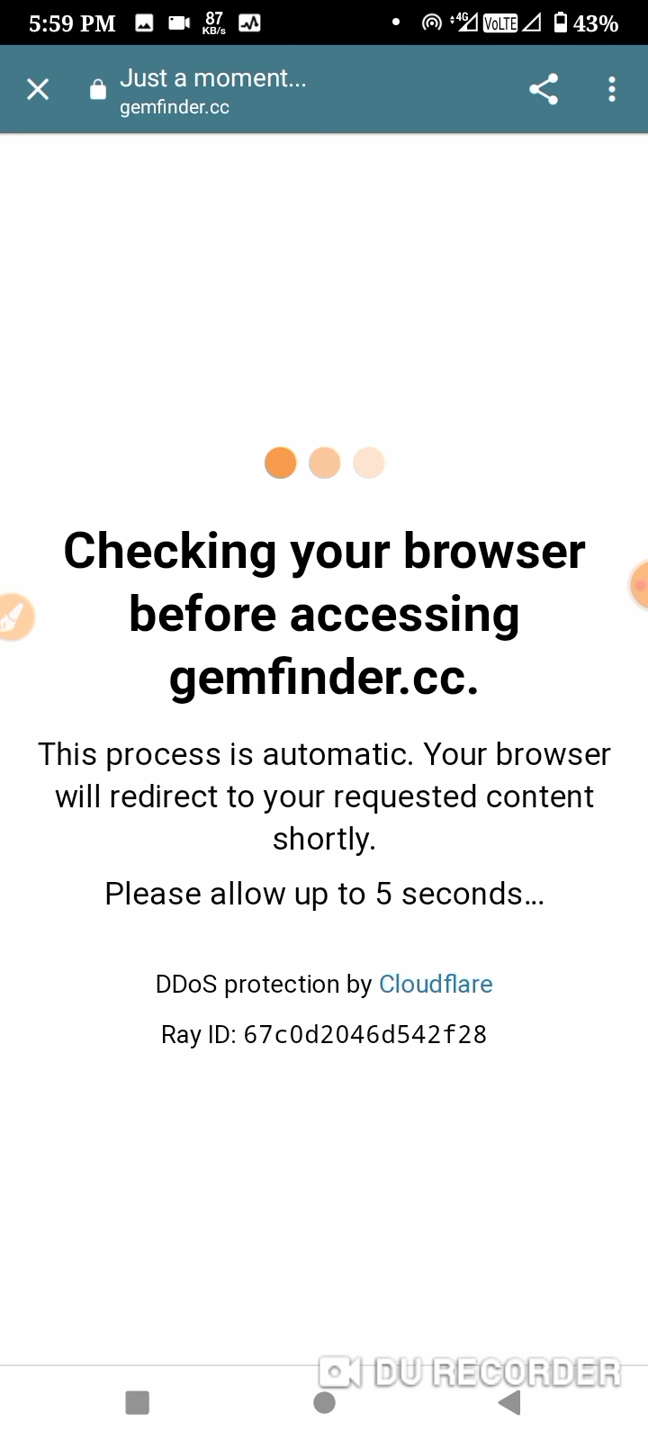 5:59 PM 87 KB/s 4G VoLTE 43%
Just a moment...
gemfinder.cc
Checking your browser
before accessing
gemfinder.cc.
This process is automatic. Your browser
will redirect to your requested content
shortly.
Please allow up to 5 seconds...
DDoS protection by Cloudflare
Ray ID: 67c0d2046d542f28
DU RECORDER